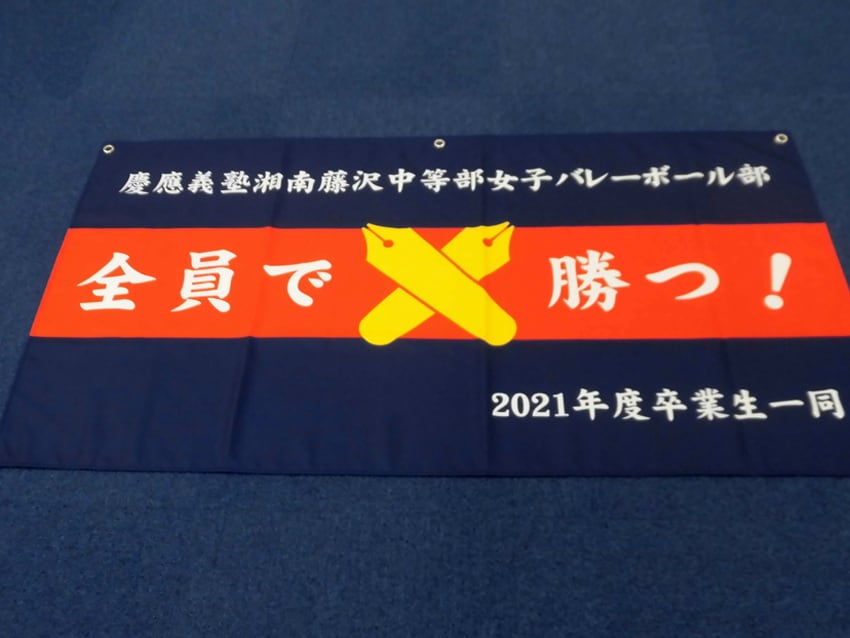 慶應義塾湘南藤沢中等部女子バレーボール部
全員で 勝つ！
2021年度卒業生一同